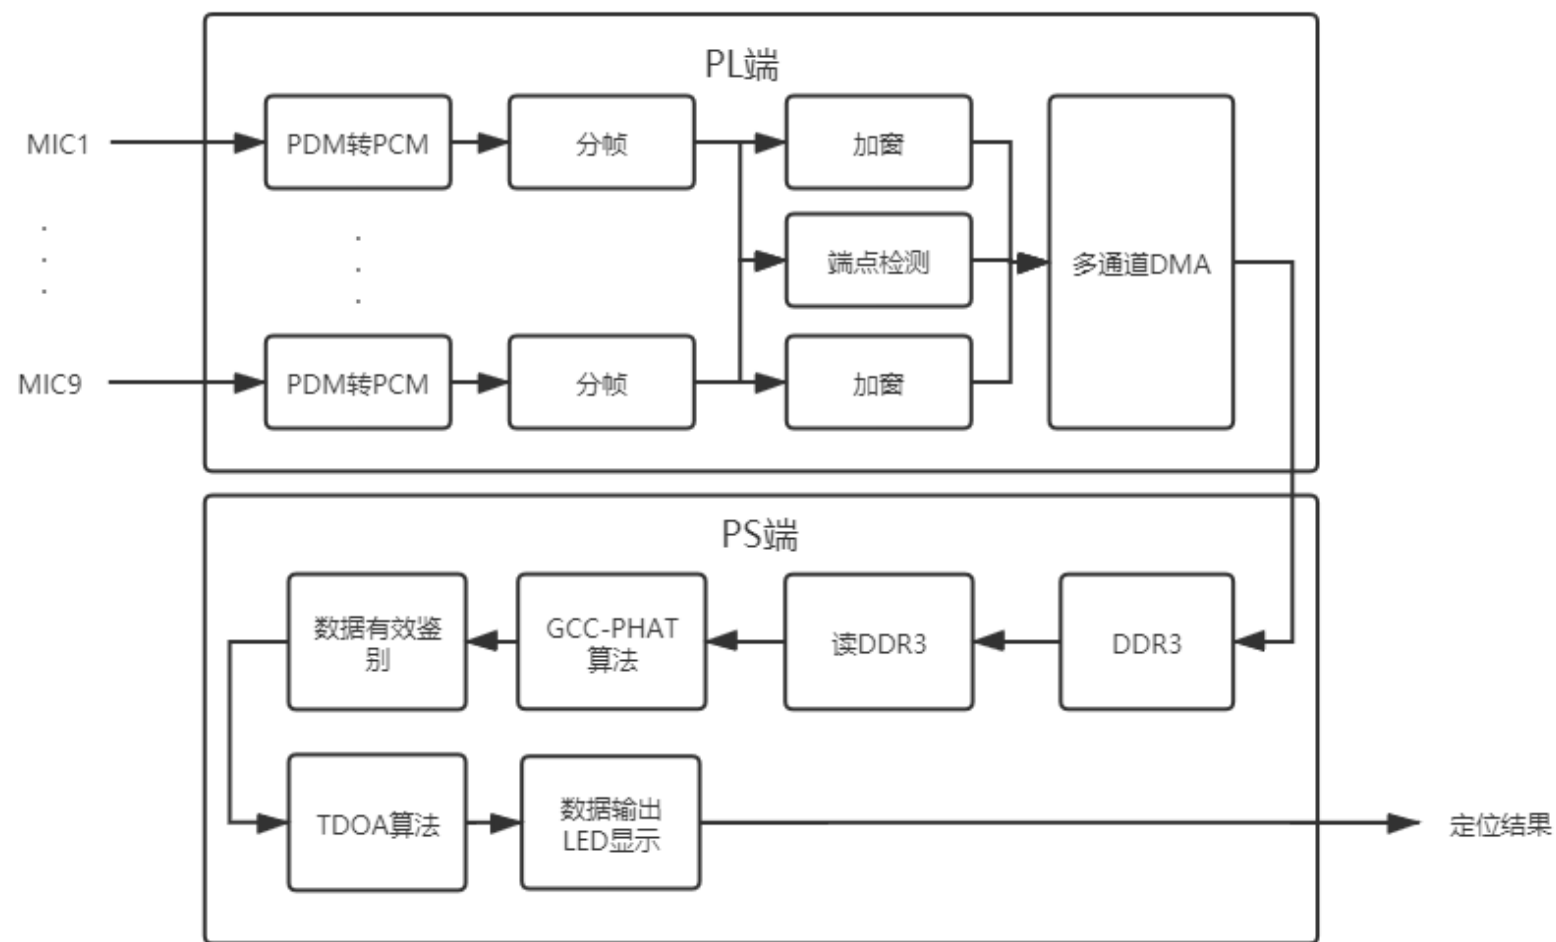 PL端
MIC1
PDM转PCM
分帧
加窗
端点检测
多通道DMA
MIC9
PDM转PCM
分帧
加窗
PS端
数据有效鉴
别
GCC-PHAT
算法
读DDR3
DDR3
TDOA算法
数据输出
LED显示
定位结果